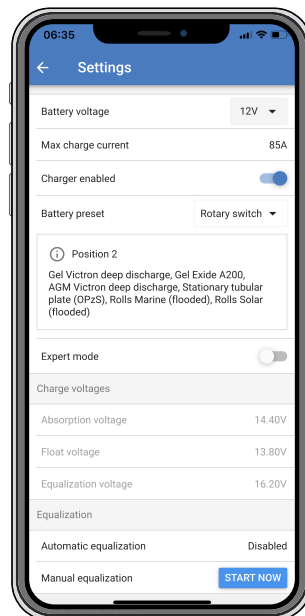 06:35
Settings
Battery voltage 12V
Max charge current 85A
Charger enabled
Battery preset Rotary switch
Position 2
Gel Victron deep discharge, Gel Exide A200,
AGM Victron deep discharge, Stationary tubular
plate (OPzS), Rolls Marine (flooded), Rolls Solar
(flooded)
Expert mode
Charge voltages
Absorption voltage 14.40V
Float voltage 13.80V
Equalization voltage 16.20V
Equalization
Automatic equalization Disabled
Manual equalization START NOW